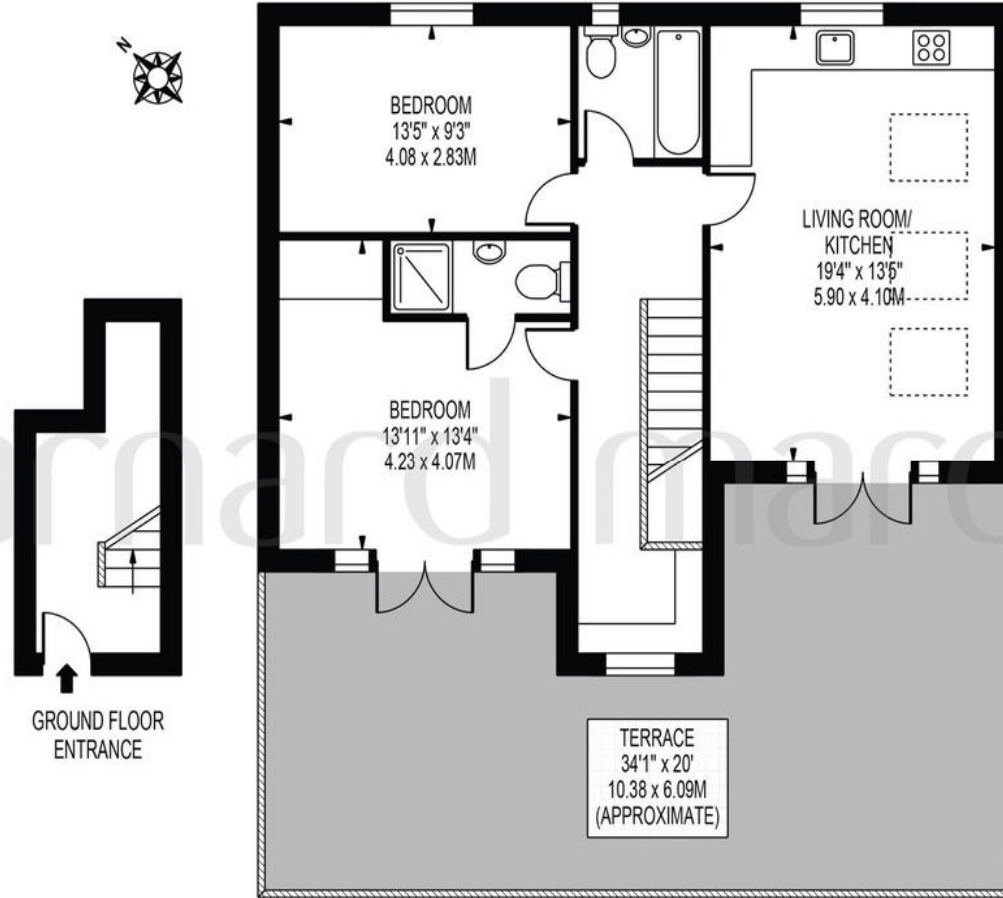 N
BEDROOM
13'5" x 9'3"
4.08 x 2.83M
LIVING ROOM/
KITCHEN
19'4" x 13'5"
5.90 x 4.10M
BEDROOM
13'11" x 13'4"
4.23 x 4.07M
GROUND FLOOR
ENTRANCE
TERRACE
34'1" x 20'
10.38 x 6.09M
(APPROXIMATE)